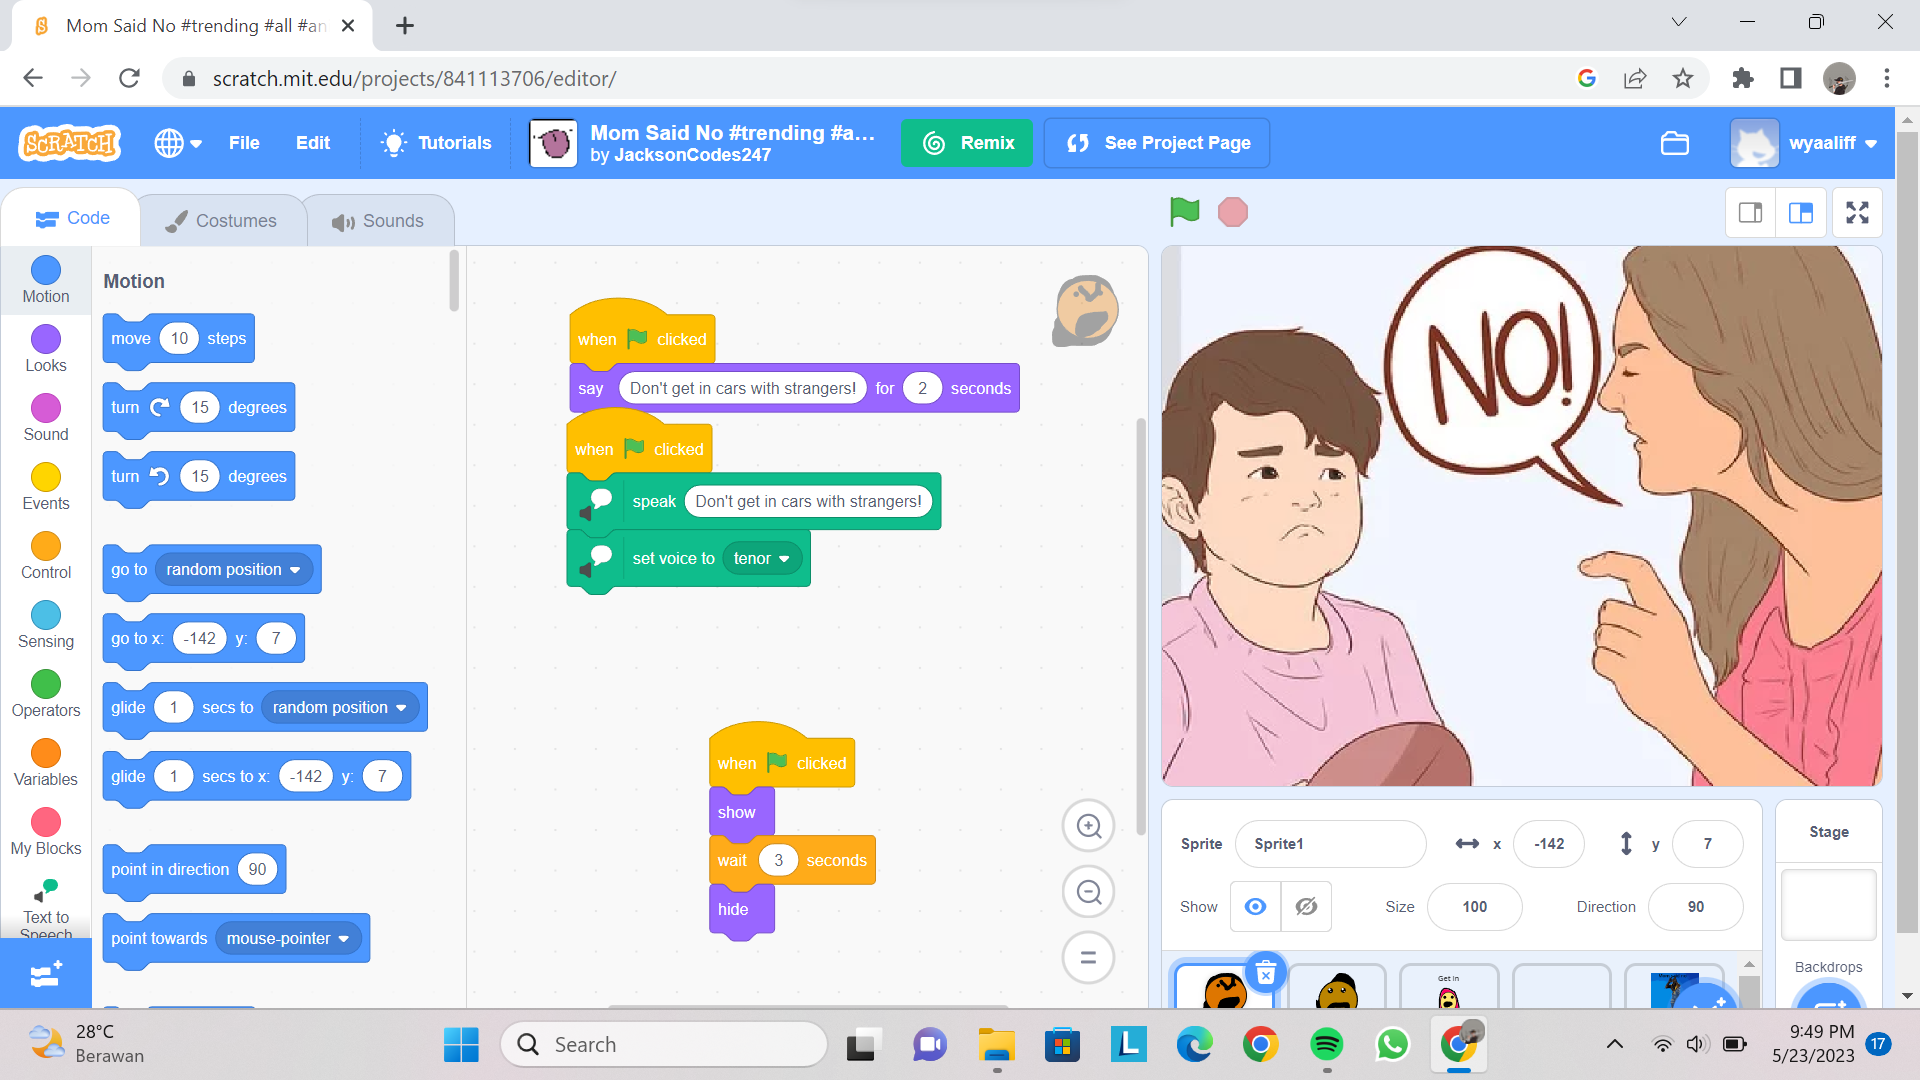 Mom Said No #trending #all #an
scratch.mit.edu/projects/841113706/editor/
SCRATCH
File
Edit
Tutorials
Mom Said No #trending #a...
by JacksonCodes247
Remix
See Project Page
wyaaliff
Code
Costumes
Sounds
Motion
Looks
Sound
Events
Control
Sensing
Operators
Variables
My Blocks
Text to
Speech
Motion
move 10 steps
turn 15 degrees
turn 15 degrees
go to random position
go to x: -142 y: 7
glide 1 secs to random position
glide 1 secs to x: -142 y: 7
point in direction 90
point towards mouse-pointer
when clicked
say Don't get in cars with strangers! for 2 seconds
when clicked
speak Don't get in cars with strangers!
set voice to tenor
when clicked
show
wait 3 seconds
hide
NO!
Sprite Sprite1 x -142 y 7
Show Size 100 Direction 90
Stage
Backdrops
Get in
28°C
Berawan
Search
9:49 PM
5/23/2023
17